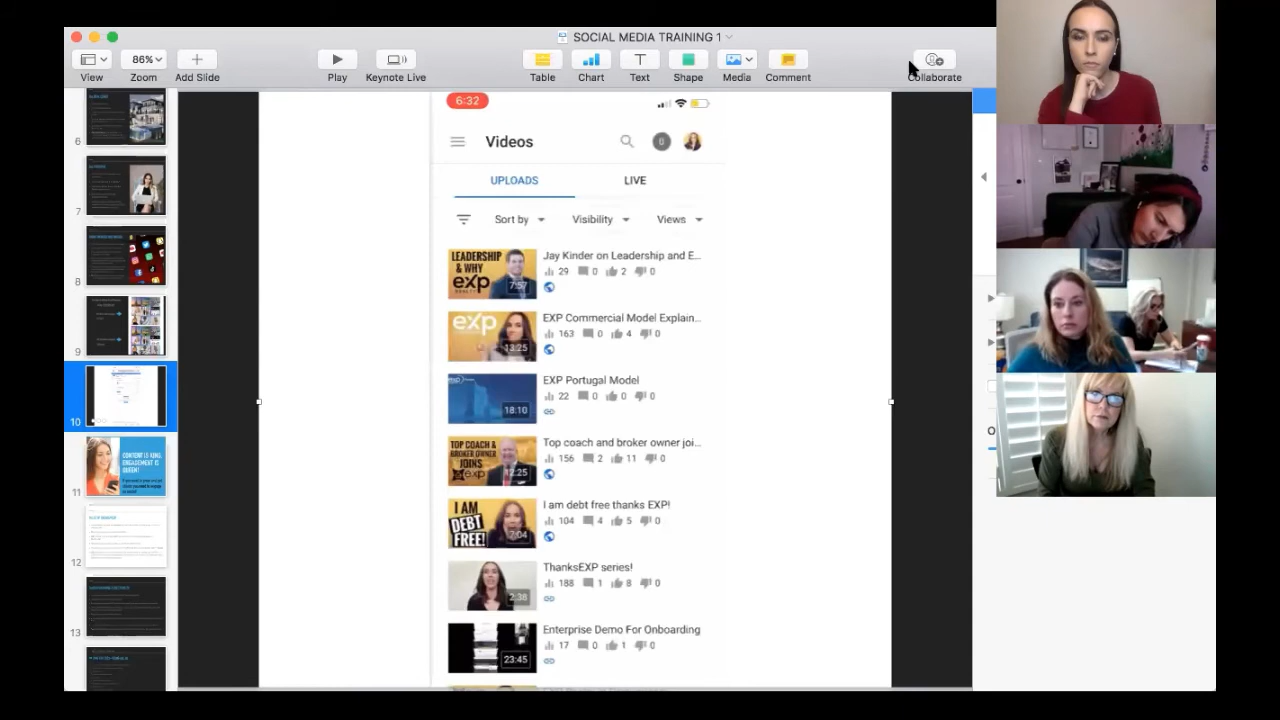 SOCIAL MEDIA TRAINING 1
86%
View
Zoom
Add Slide
Play
Keynote Live
Table
Chart
Text
Shape
Media
Comment
Collaborate
6
7
8
9
10
11
CONTENT IS KING,
ENGAGEMENT IS
QUEEN!
12
13
6:32
Videos
UPLOADS
LIVE
Sort by
Visibility
Views
LEADERSHIP
& WHY
exp
REALTY
7:57
Jay Kinder on Leadership and E...
29 0 2 0
exp
13:25
EXP Commercial Model Explain...
163 0 4 0
exp
18:10
EXP Portugal Model
22 0 0 0
TOP COACH &
BROKER OWNER
JOINS
exp
12:25
Top coach and broker owner joi...
156 2 11 0
I AM
DEBT
FREE!
7:04
I am debt free thanks EXP!
104 4 5 0
2:38
ThanksEXP series!
188 1 8 0
23:45
Enterprise Demo For Onboarding
17 0 1 0